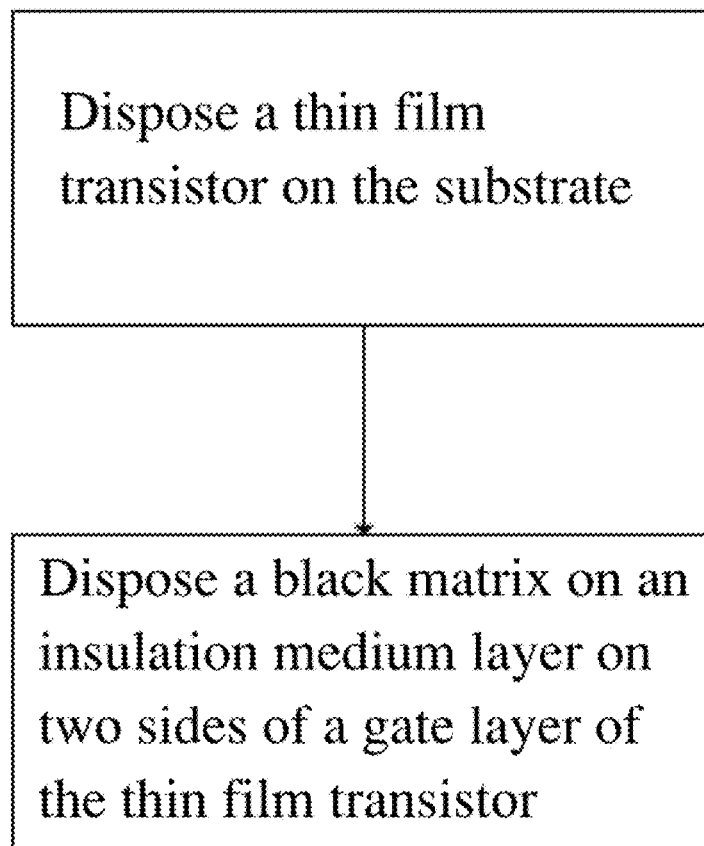 Dispose a thin film
transistor on the substrate
Dispose a black matrix on an
insulation medium layer on
two sides of a gate layer of
the thin film transistor